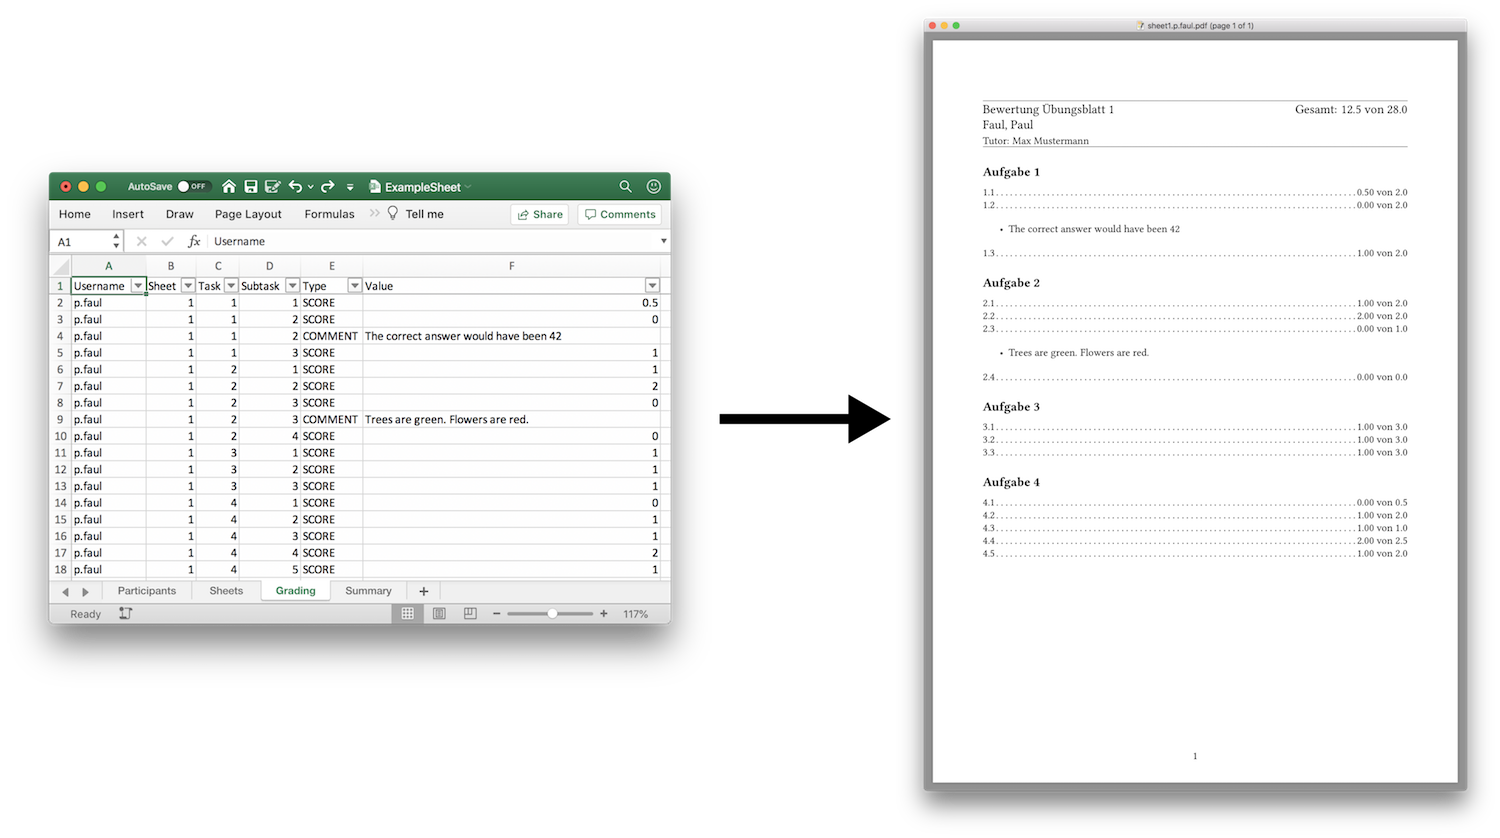 AutoSave OFF ExampleSheet
Home Insert Draw Page Layout Formulas >> Tell me Share Comments
A1 fx Username
A B C D E F
1 Username Sheet Task Subtask Type Value
2 p.faul 1 1 1 SCORE 0.5
3 p.faul 1 1 2 SCORE 0
4 p.faul 1 1 2 COMMENT The correct answer would have been 42
5 p.faul 1 1 3 SCORE 1
6 p.faul 1 2 1 SCORE 1
7 p.faul 1 2 2 SCORE 2
8 p.faul 1 2 3 SCORE 0
9 p.faul 1 2 3 COMMENT Trees are green. Flowers are red.
10 p.faul 1 2 4 SCORE 0
11 p.faul 1 3 1 SCORE 1
12 p.faul 1 3 2 SCORE 1
13 p.faul 1 3 3 SCORE 1
14 p.faul 1 4 1 SCORE 0
15 p.faul 1 4 2 SCORE 1
16 p.faul 1 4 3 SCORE 1
17 p.faul 1 4 4 SCORE 2
18 p.faul 1 4 5 SCORE 1
Participants Sheets Grading Summary +
Ready − + 117%
sheet1.p.faul.pdf (page 1 of 1)
Bewertung Übungsblatt 1 Gesamt: 12.5 von 28.0
Faul, Paul
Tutor: Max Mustermann
Aufgabe 1
1.1 0.50 von 2.0
1.2 0.00 von 2.0
• The correct answer would have been 42
1.3 1.00 von 2.0
Aufgabe 2
2.1 1.00 von 2.0
2.2 2.00 von 2.0
2.3 0.00 von 1.0
• Trees are green. Flowers are red.
2.4 0.00 von 0.0
Aufgabe 3
3.1 1.00 von 3.0
3.2 1.00 von 3.0
3.3 1.00 von 3.0
Aufgabe 4
4.1 0.00 von 0.5
4.2 1.00 von 2.0
4.3 1.00 von 1.0
4.4 2.00 von 2.5
4.5 1.00 von 2.0
1